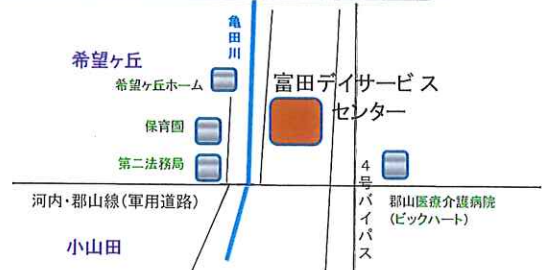 亀田川
希望ヶ丘
希望ヶ丘ホーム
富田デイサービス
センター
保育園
第二法務局
4号バイパス
河内・郡山線(軍用道路)
郡山医療介護病院
(ビックハート)
小山田